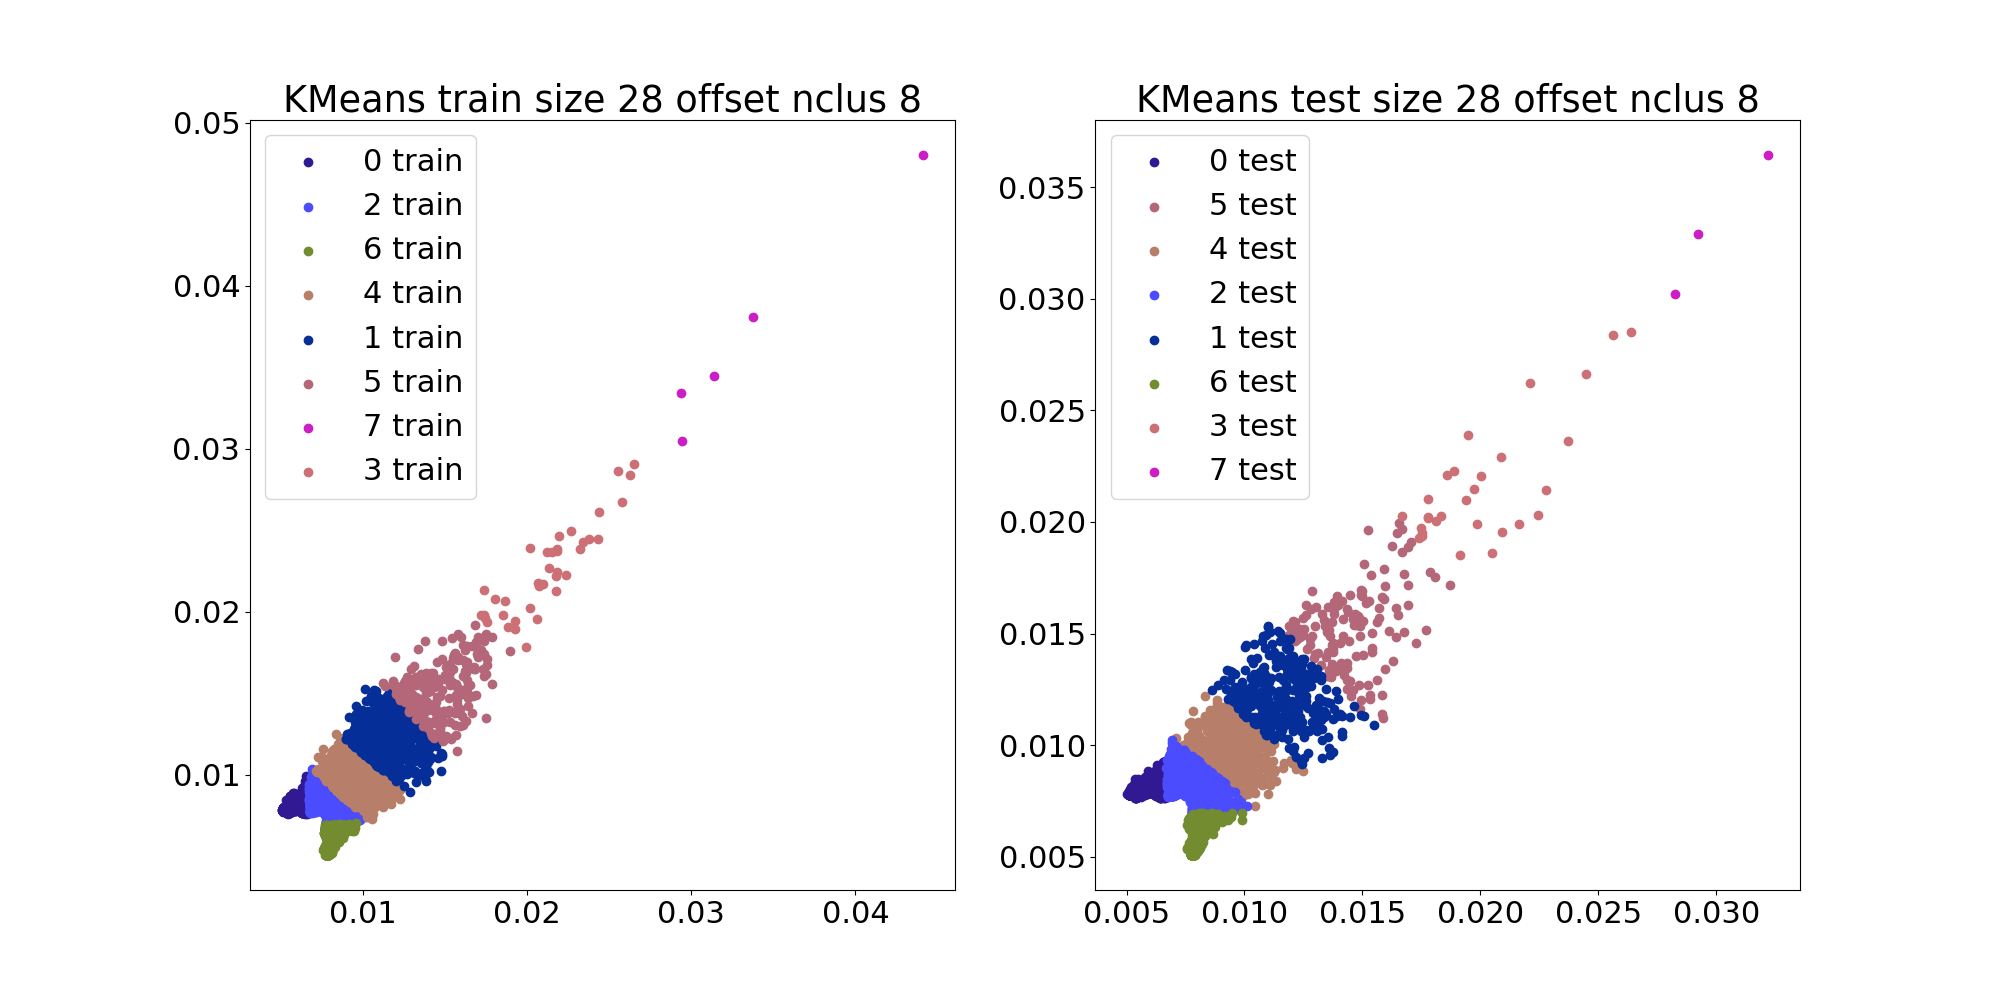 KMeans train size 28 offset nclus 8
0.05
0.04
0.03
0.02
0.01
0 train
2 train
6 train
4 train
1 train
5 train
7 train
3 train
0.01 0.02 0.03 0.04
KMeans test size 28 offset nclus 8
0.035
0.030
0.025
0.020
0.015
0.010
0.005
0 test
5 test
4 test
2 test
1 test
6 test
3 test
7 test
0.005 0.010 0.015 0.020 0.025 0.030